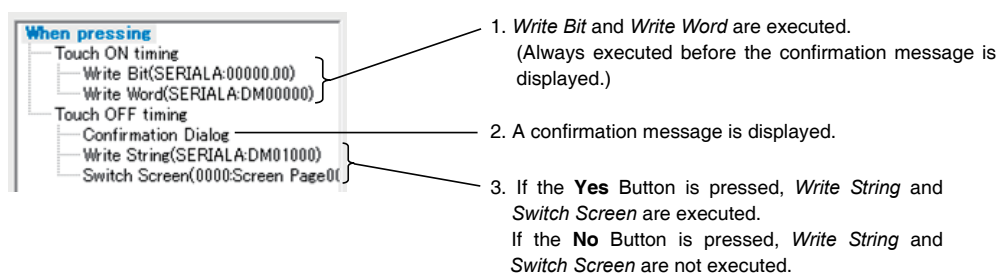 When pressing
Touch ON timing
Write Bit(SERIALA:00000.00)
Write Word(SERIALA:DM00000)
Touch OFF timing
Confirmation Dialog
Write String(SERIALA:DM01000)
Switch Screen(0000:Screen Page00
1. Write Bit and Write Word are executed.
(Always executed before the confirmation message is
displayed.)
2. A confirmation message is displayed.
3. If the Yes Button is pressed, Write String and
Switch Screen are executed.
If the No Button is pressed, Write String and
Switch Screen are not executed.